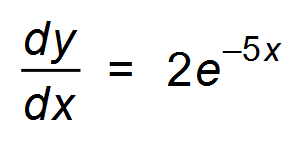 dy/dx = 2e^{-5x}